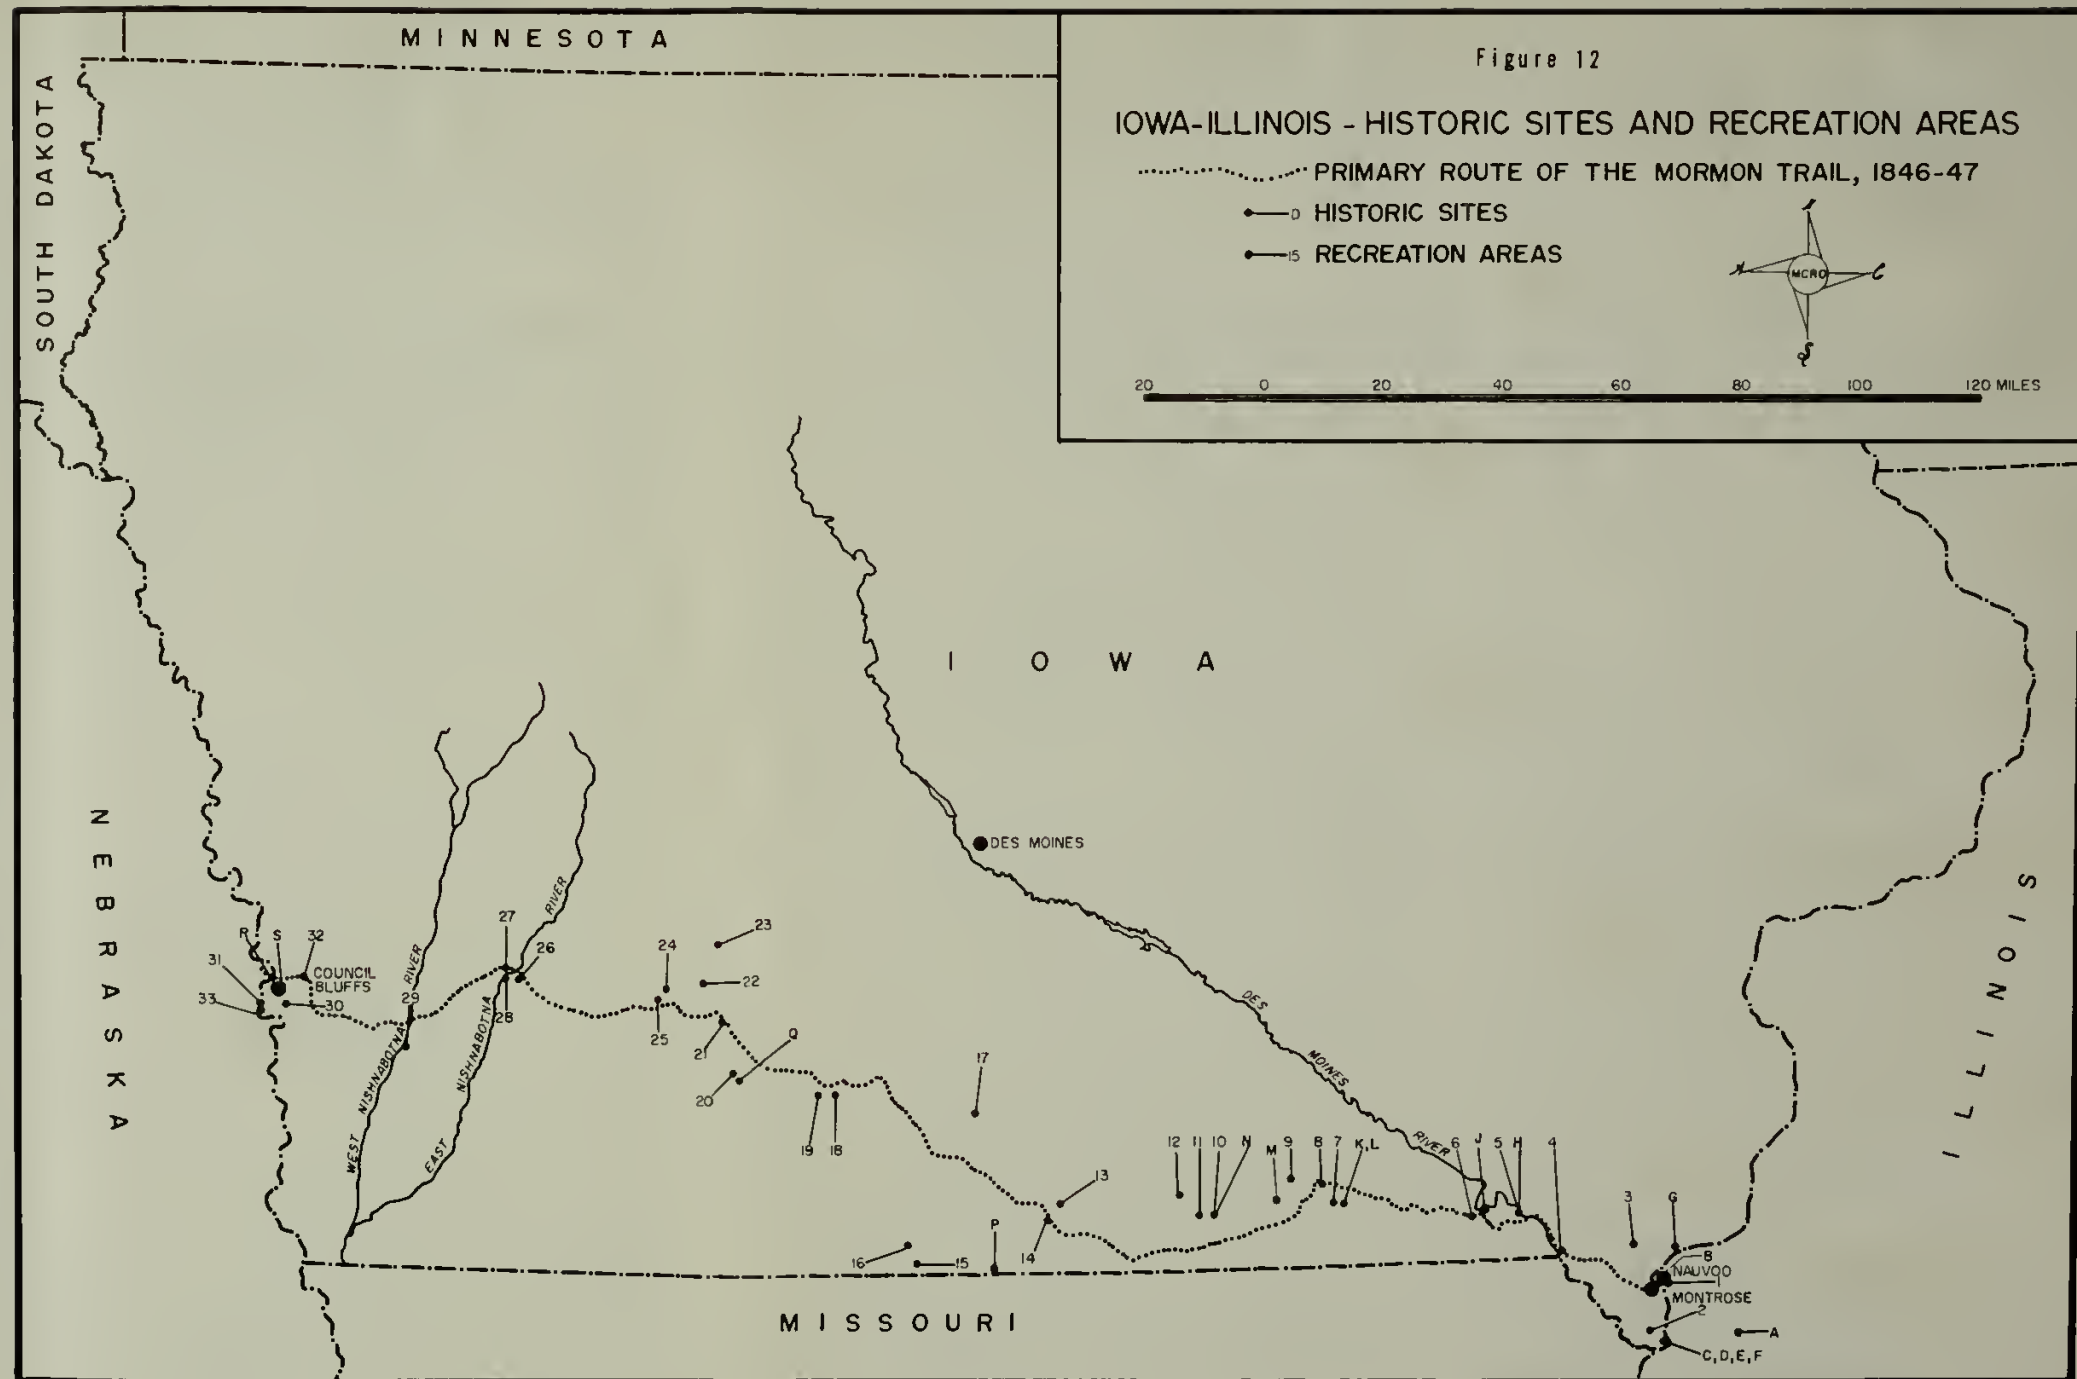 Figure 12
IOWA-ILLINOIS - HISTORIC SITES AND RECREATION AREAS
PRIMARY ROUTE OF THE MORMON TRAIL, 1846-47
D HISTORIC SITES
15 RECREATION AREAS
MCRO
S
20 0 20 40 60 80 100 120 MILES
MINNESOTA
SOUTH DAKOTA
NEBRASKA
IOWA
ILLINOIS
MISSOURI
DES MOINES
DES MOINES RIVER
WEST NISHNABOTNA RIVER
EAST NISHNABOTNA RIVER
COUNCIL
BLUFFS
R
S
32
31
33
30
29
27
26
28
24
23
22
25
21
Q
20
19
18
17
16
15
P
14
13
12
11
10
N
M
9
8
7
K,L
6
J
5
H
4
3
G
B
NAUVOO
1
MONTROSE
2
A
C,D,E,F